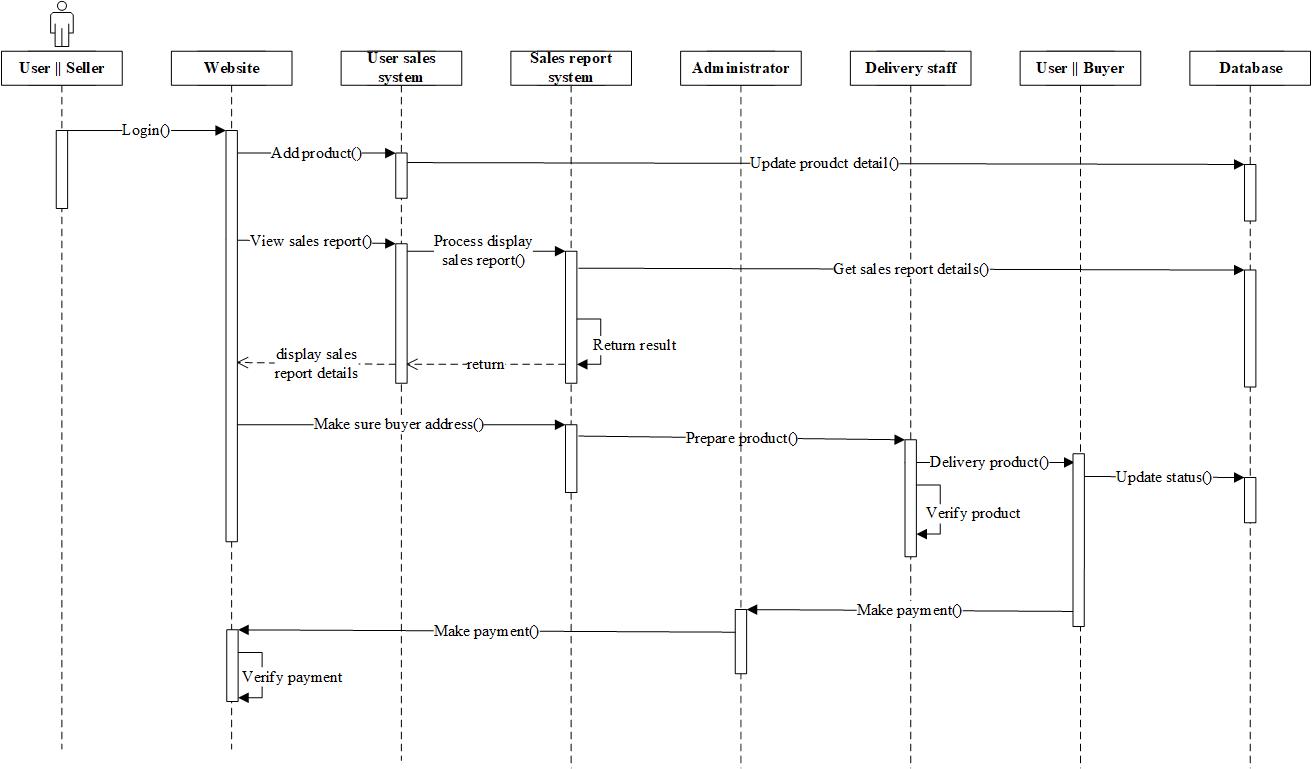 User || Seller
Website
User sales
system
Sales report
system
Administrator
Delivery staff
User || Buyer
Database
Login()
Add product()
Update proudct detail()
View sales report()
Process display
sales report()
Get sales report details()
Return result
display sales
report details
return
Make sure buyer address()
Prepare product()
Delivery product()
Update status()
Verify product
Make payment()
Make payment()
Verify payment